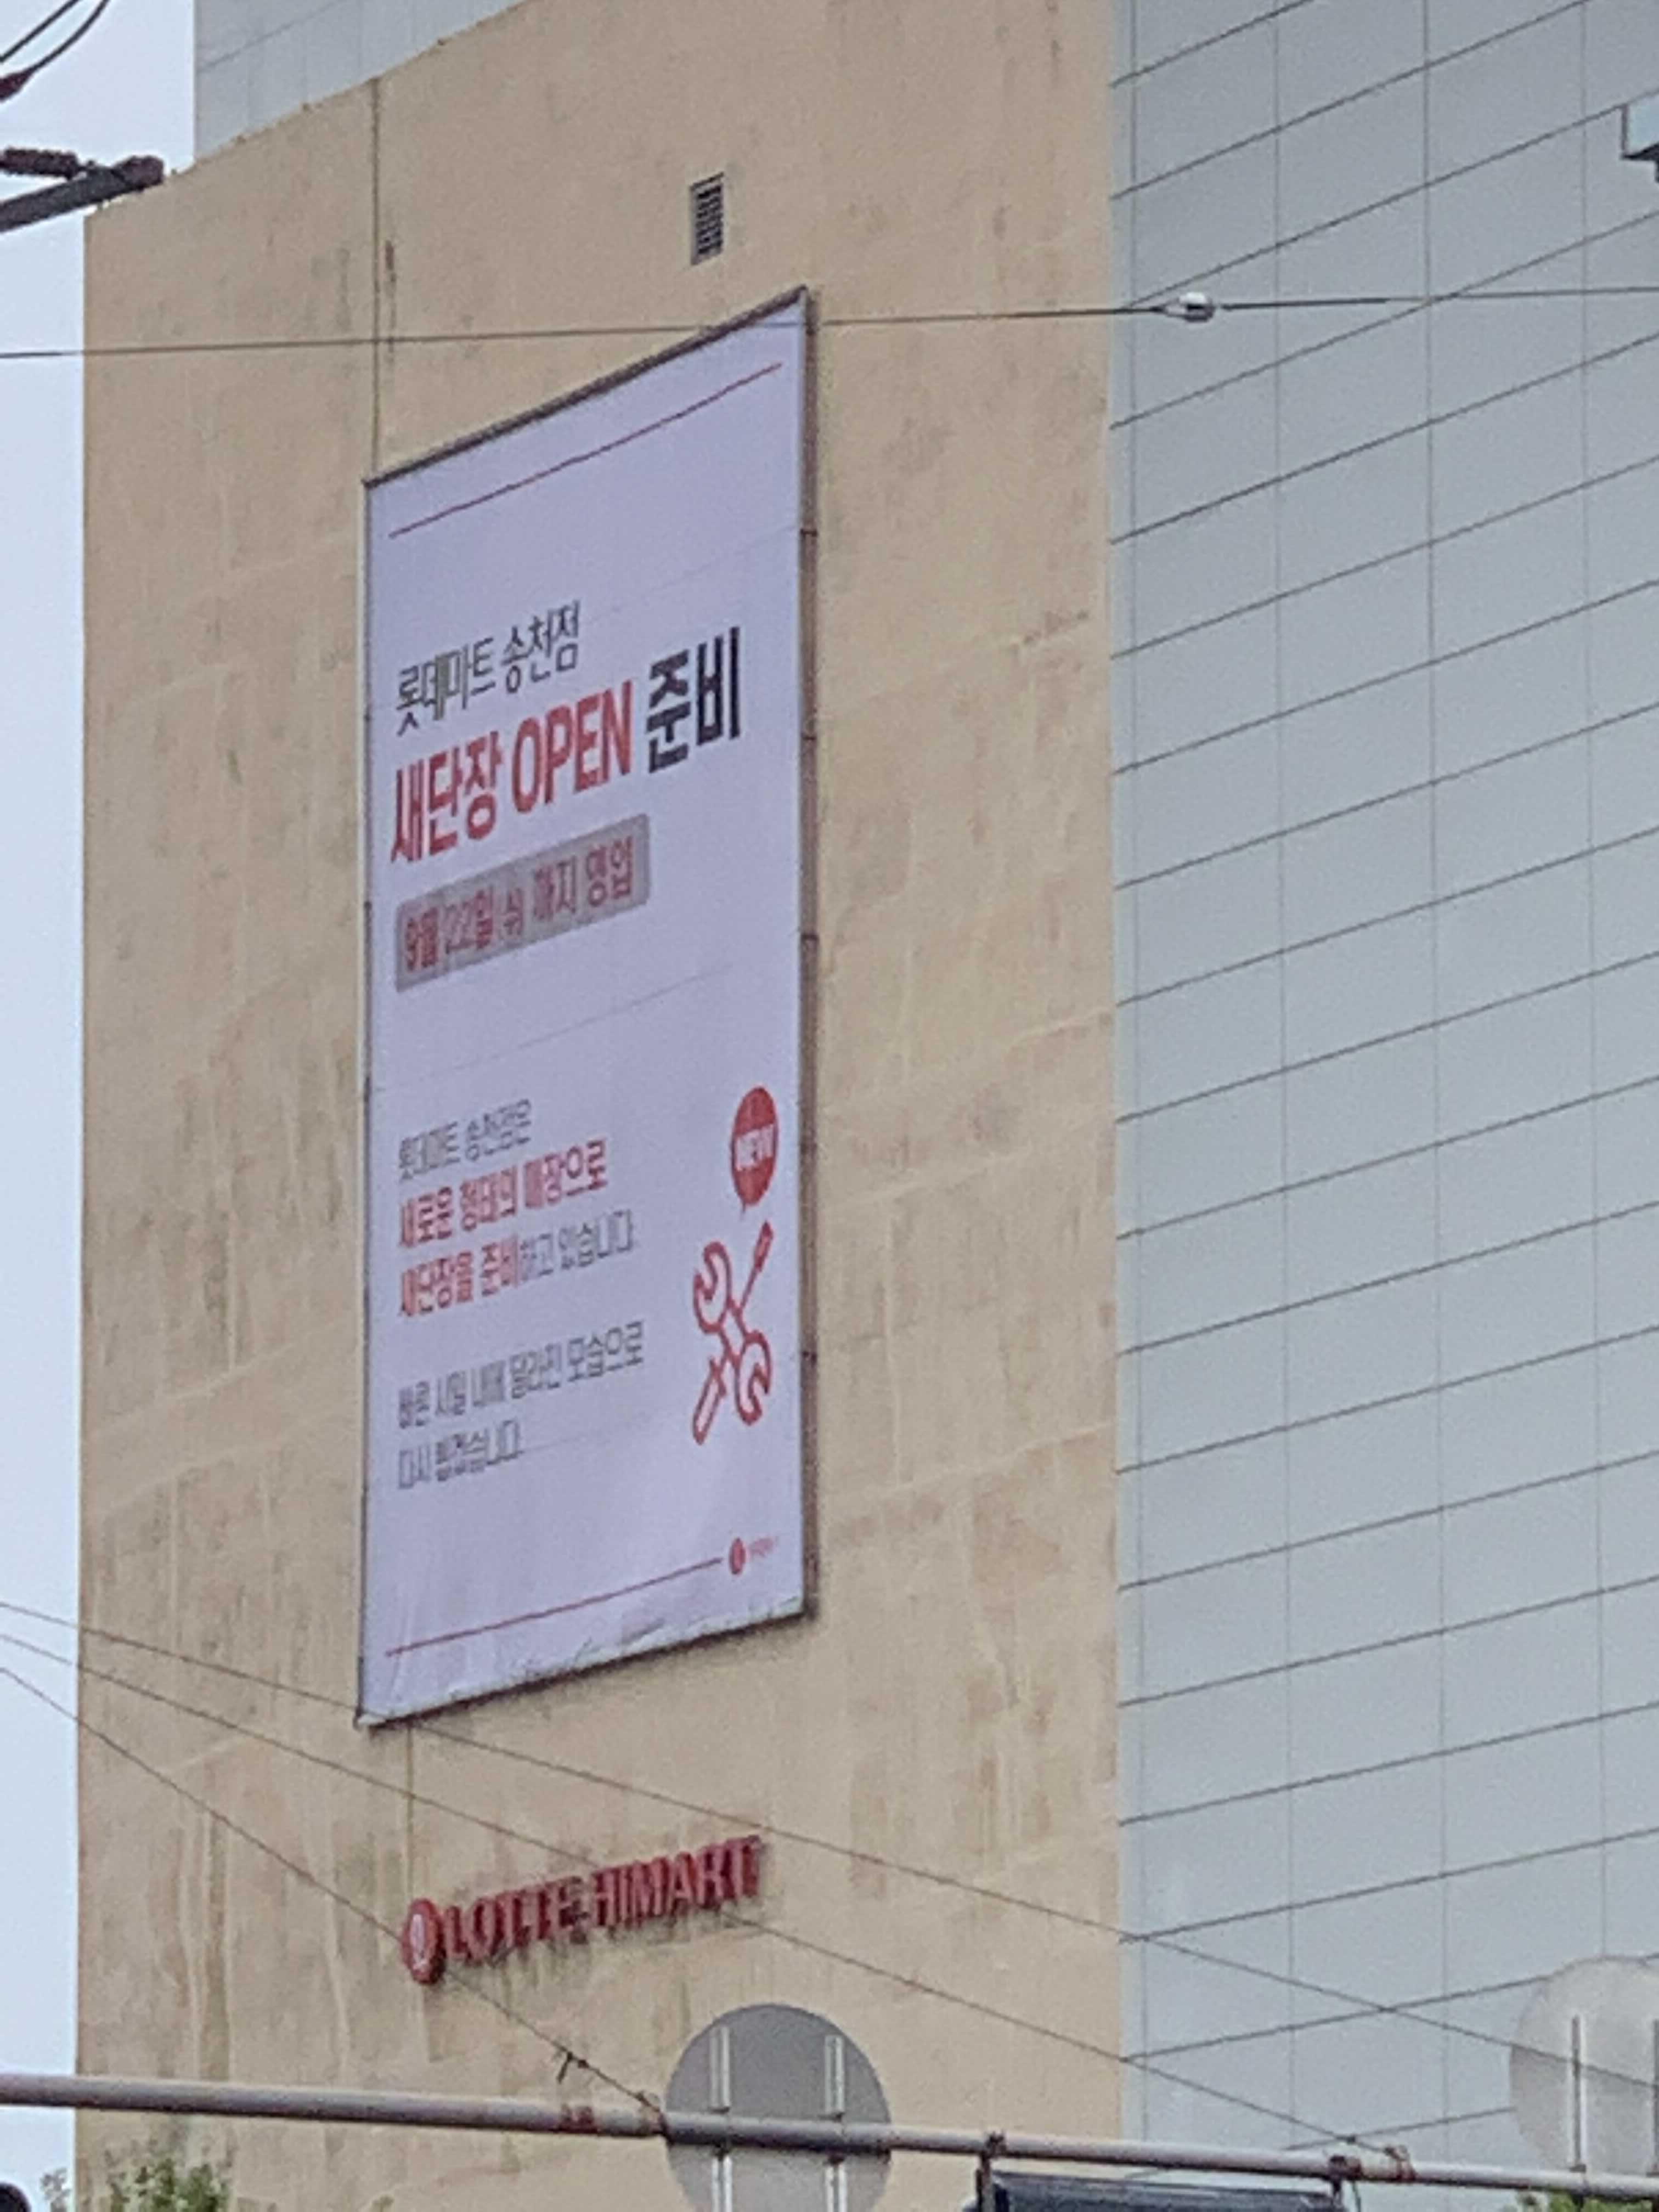 롯데마트 송천점
새단장 OPEN 준비
9월 22일(수)까지 영업
롯데마트 송천점은
새로운 형태의 매장으로
새단장을 준비하고 있습니다.
빠른 시일 내에 달라진 모습으로
다시 뵙겠습니다.
NEW
LOTTE HIMART